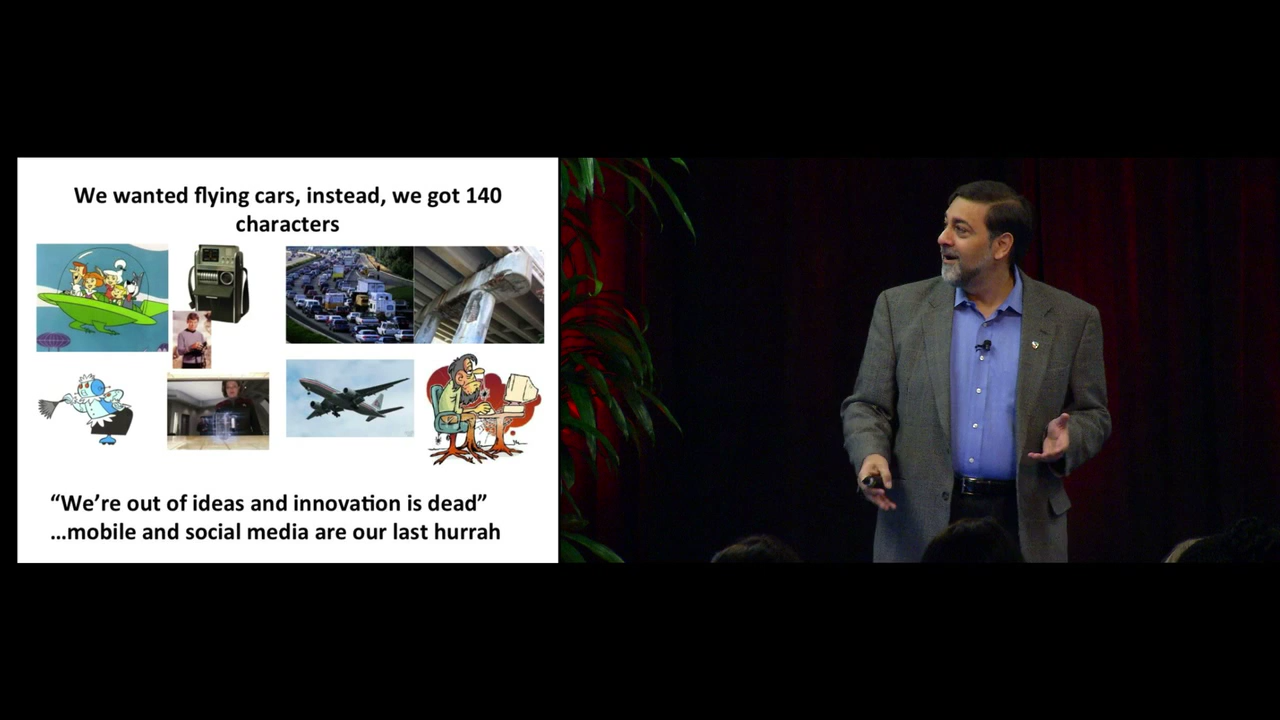 We wanted flying cars, instead, we got 140
characters
“We’re out of ideas and innovation is dead”
...mobile and social media are our last hurrah